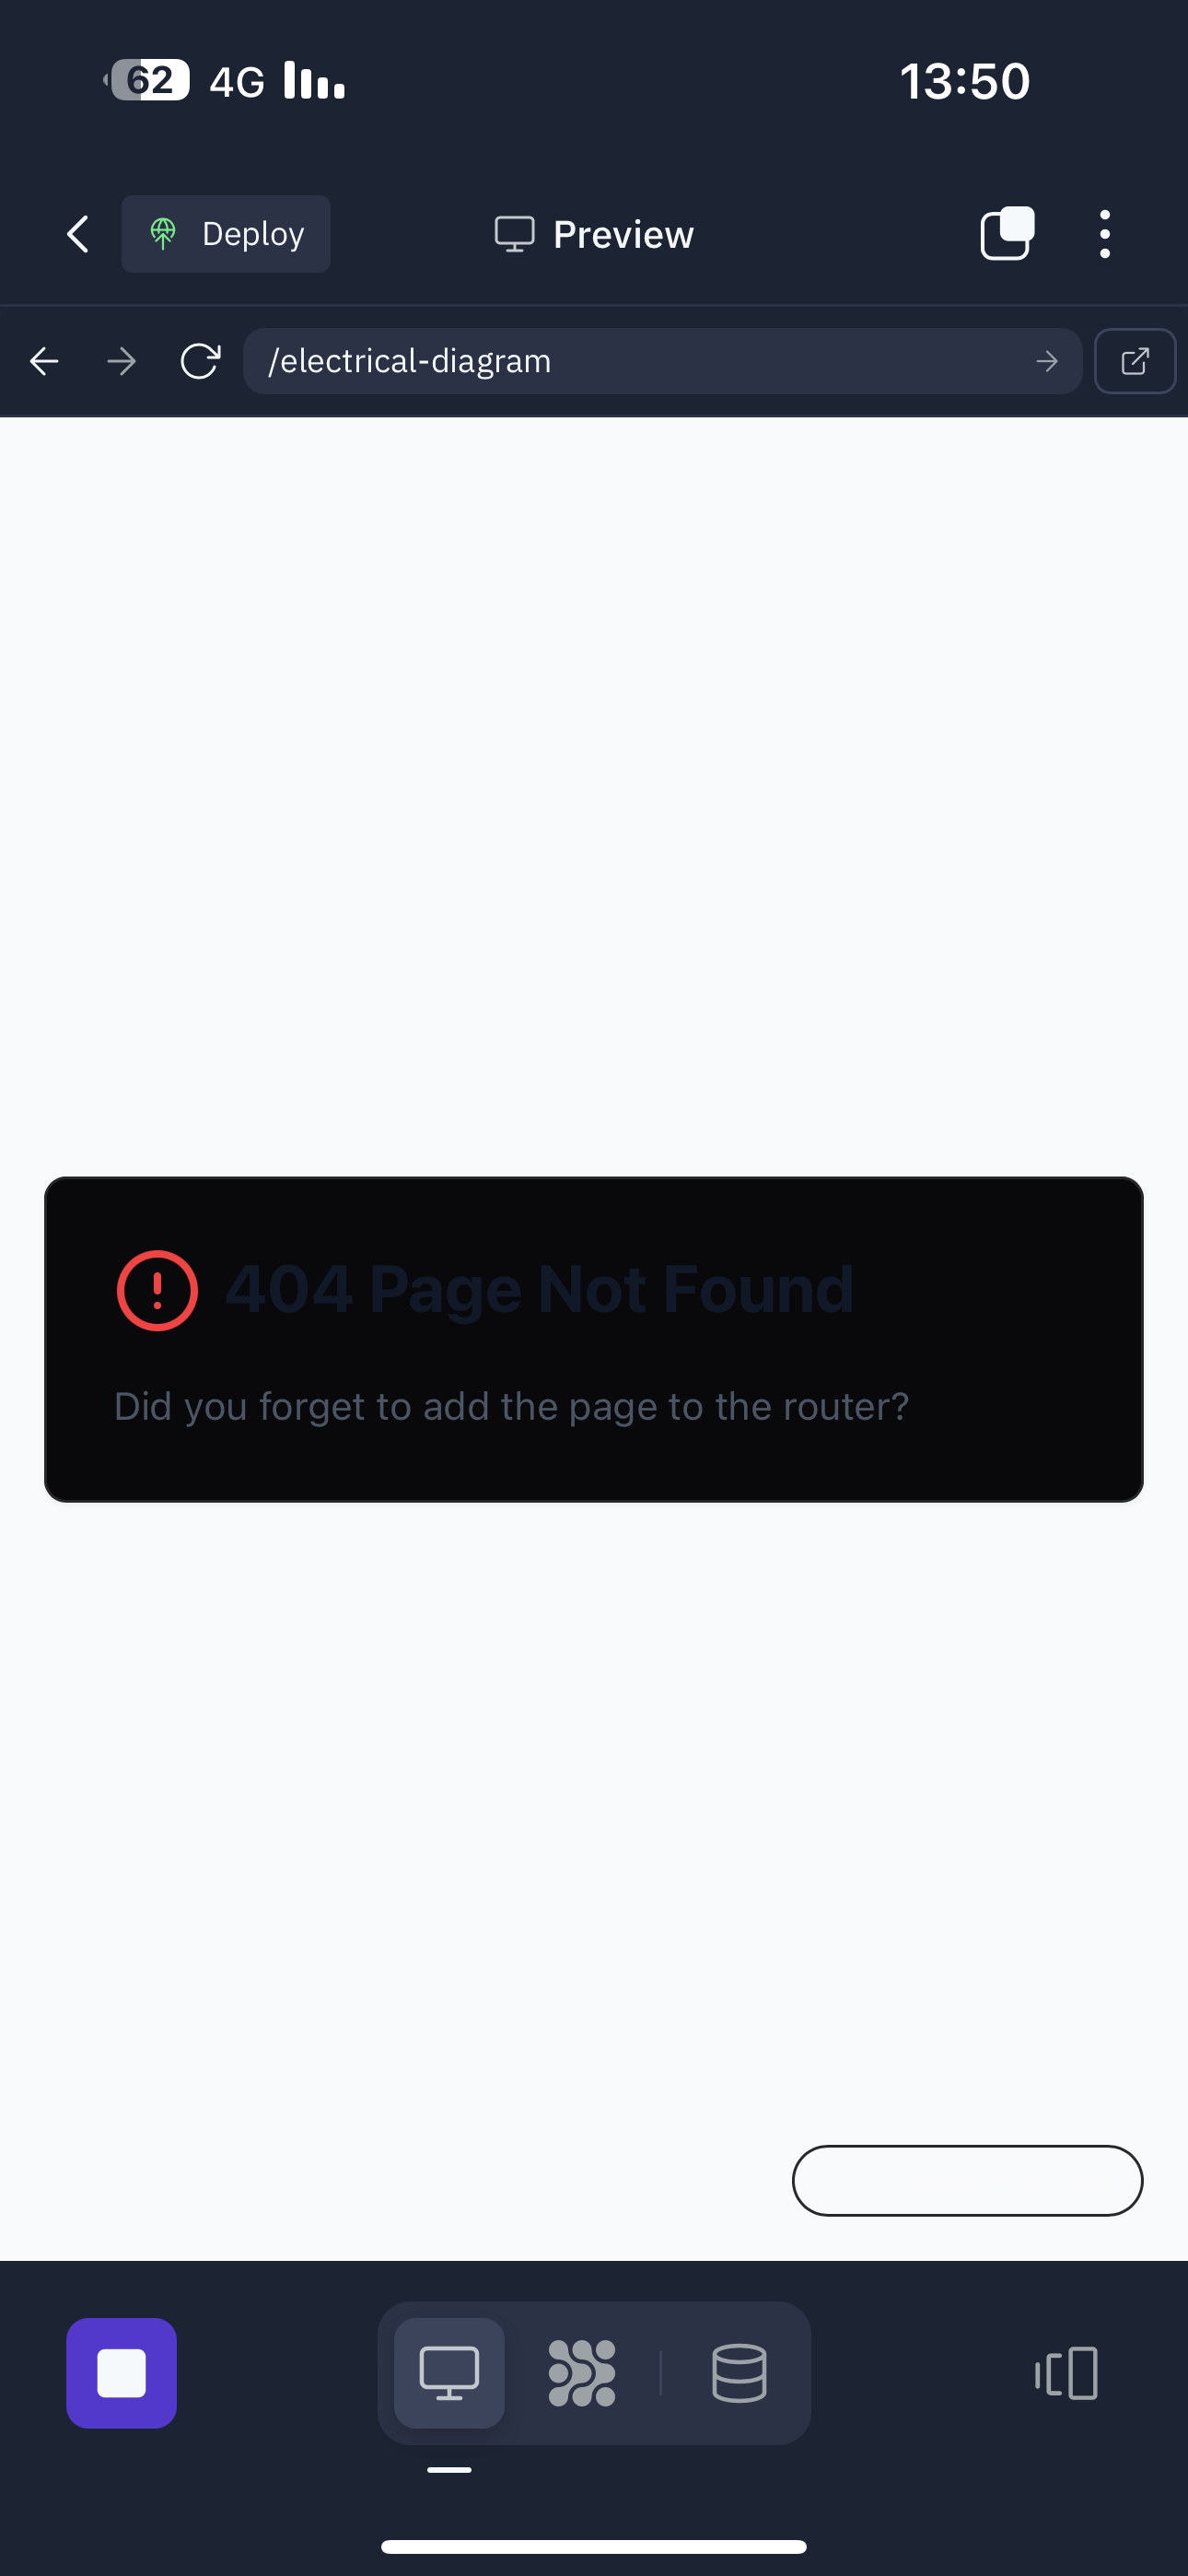 62 4G 13:50
Deploy Preview
/electrical-diagram
404 Page Not Found
Did you forget to add the page to the router?